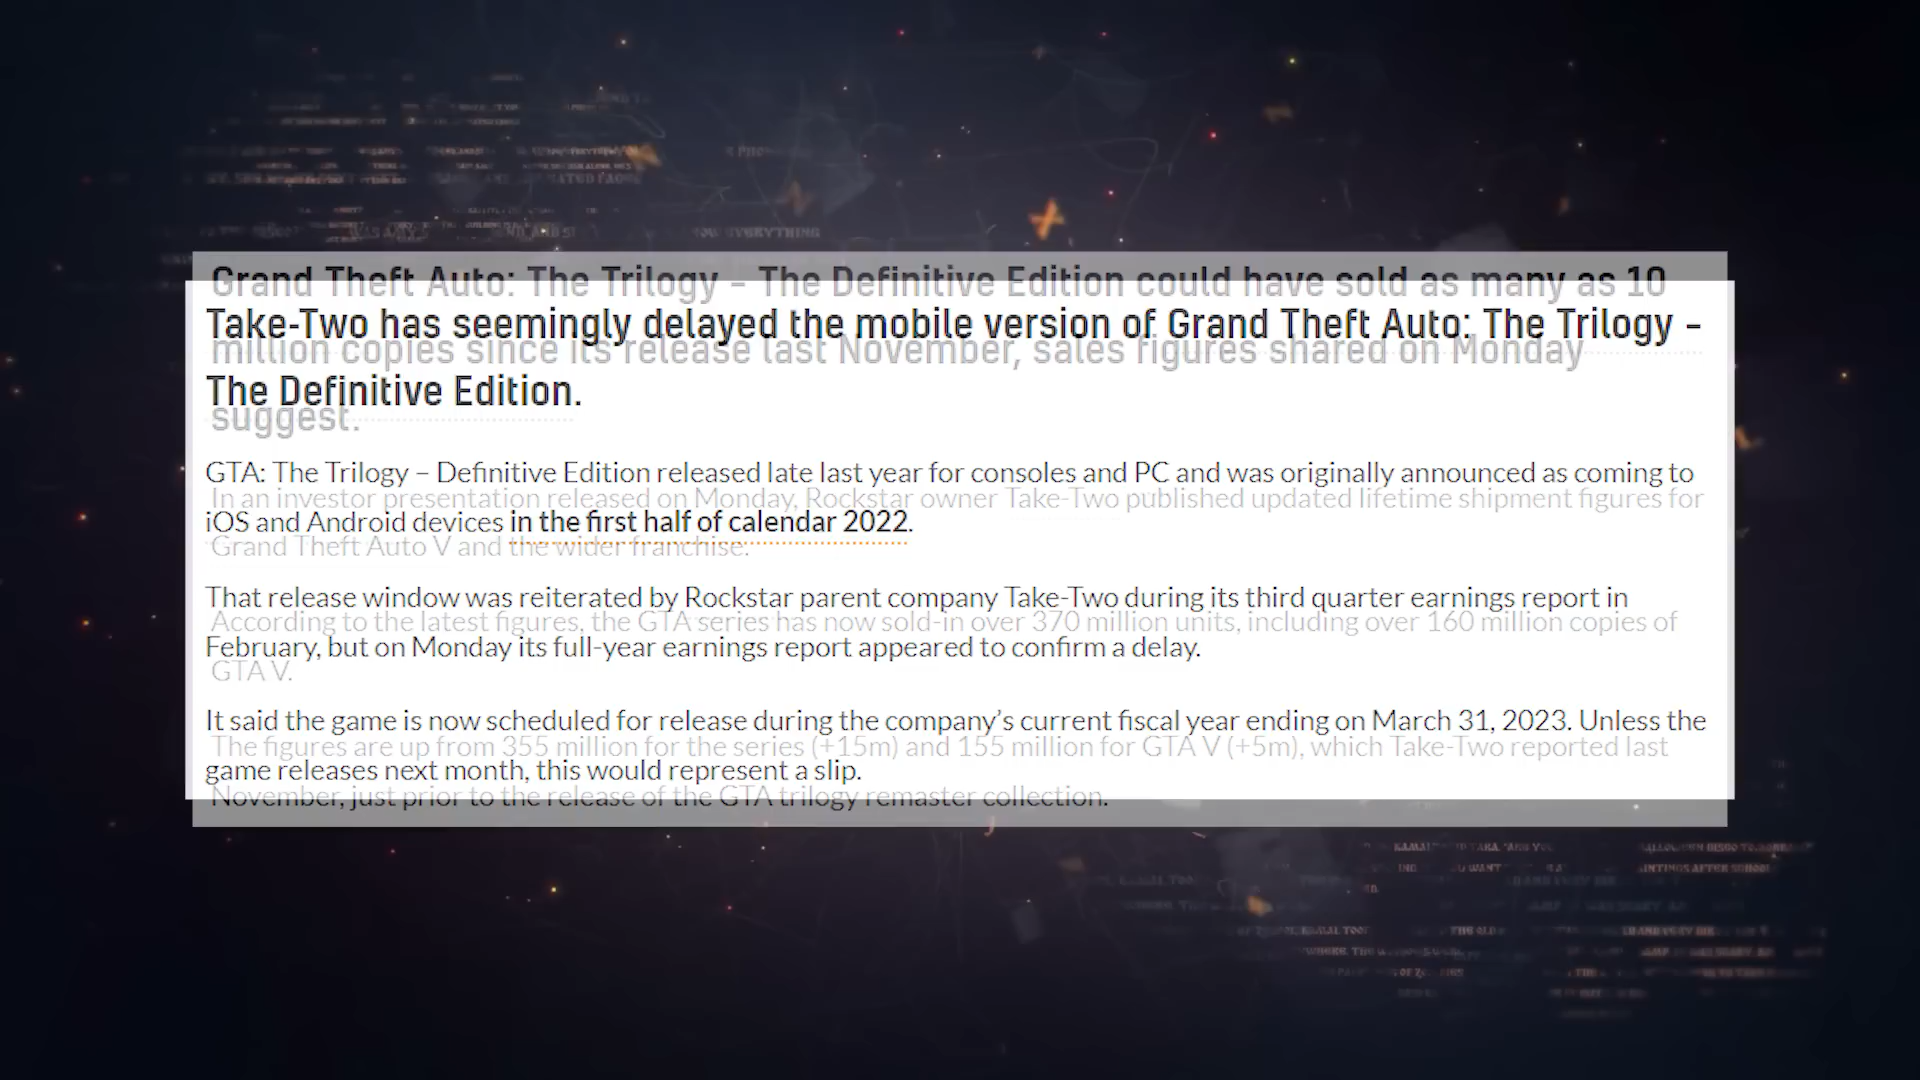 Grand Theft Auto: The Trilogy – The Definitive Edition could have sold as many as 10
Take-Two has seemingly delayed the mobile version of Grand Theft Auto: The Trilogy –
million copies since its release last November, sales figures shared on Monday
The Definitive Edition.
suggest.
GTA: The Trilogy – Definitive Edition released late last year for consoles and PC and was originally announced as coming to
In an investor presentation released on Monday, Rockstar owner Take-Two published updated lifetime shipment figures for
iOS and Android devices in the first half of calendar 2022.
Grand Theft Auto V and the wider franchise.
That release window was reiterated by Rockstar parent company Take-Two during its third quarter earnings report in
According to the latest figures, the GTA series has now sold-in over 370 million units, including over 160 million copies of
February, but on Monday its full-year earnings report appeared to confirm a delay.
GTA V.
It said the game is now scheduled for release during the company's current fiscal year ending on March 31, 2023. Unless the
The figures are up from 355 million for the series (+15m) and 155 million for GTA V (+5m), which Take-Two reported last
game releases next month, this would represent a slip.
November, just prior to the release of the GTA trilogy remaster collection.